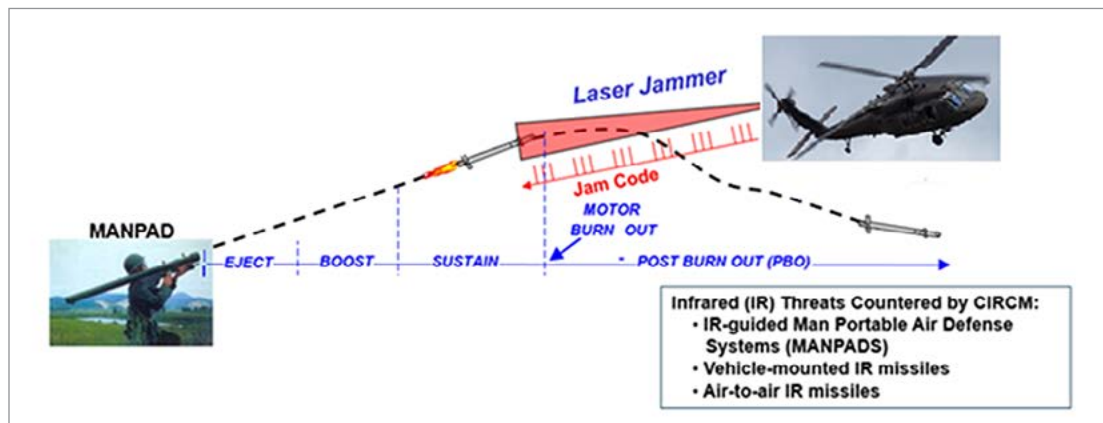 Laser Jammer
Jam Code
MANPAD
MOTOR
BURN OUT
EJECT
BOOST
SUSTAIN
POST BURN OUT (PBO)
Infrared (IR) Threats Countered by CIRCM:
• IR-guided Man Portable Air Defense
Systems (MANPADS)
• Vehicle-mounted IR missiles
• Air-to-air IR missiles